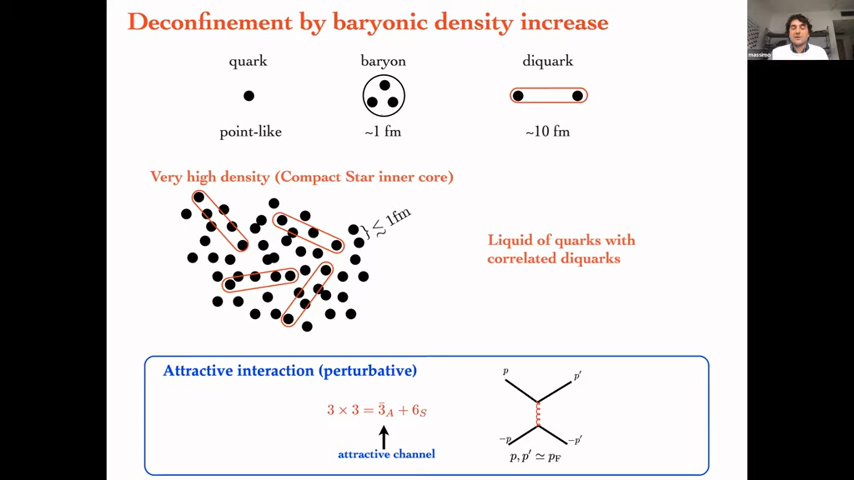 Deconfinement by baryonic density increase
quark baryon diquark
point-like ~1 fm ~10 fm
Very high density (Compact Star inner core)
} ≲ 1fm
Liquid of quarks with
correlated diquarks
Attractive interaction (perturbative)
p p′
3 × 3 = 3̄_A + 6_S
attractive channel
−p −p′
p, p′ ≃ p_F
massimo